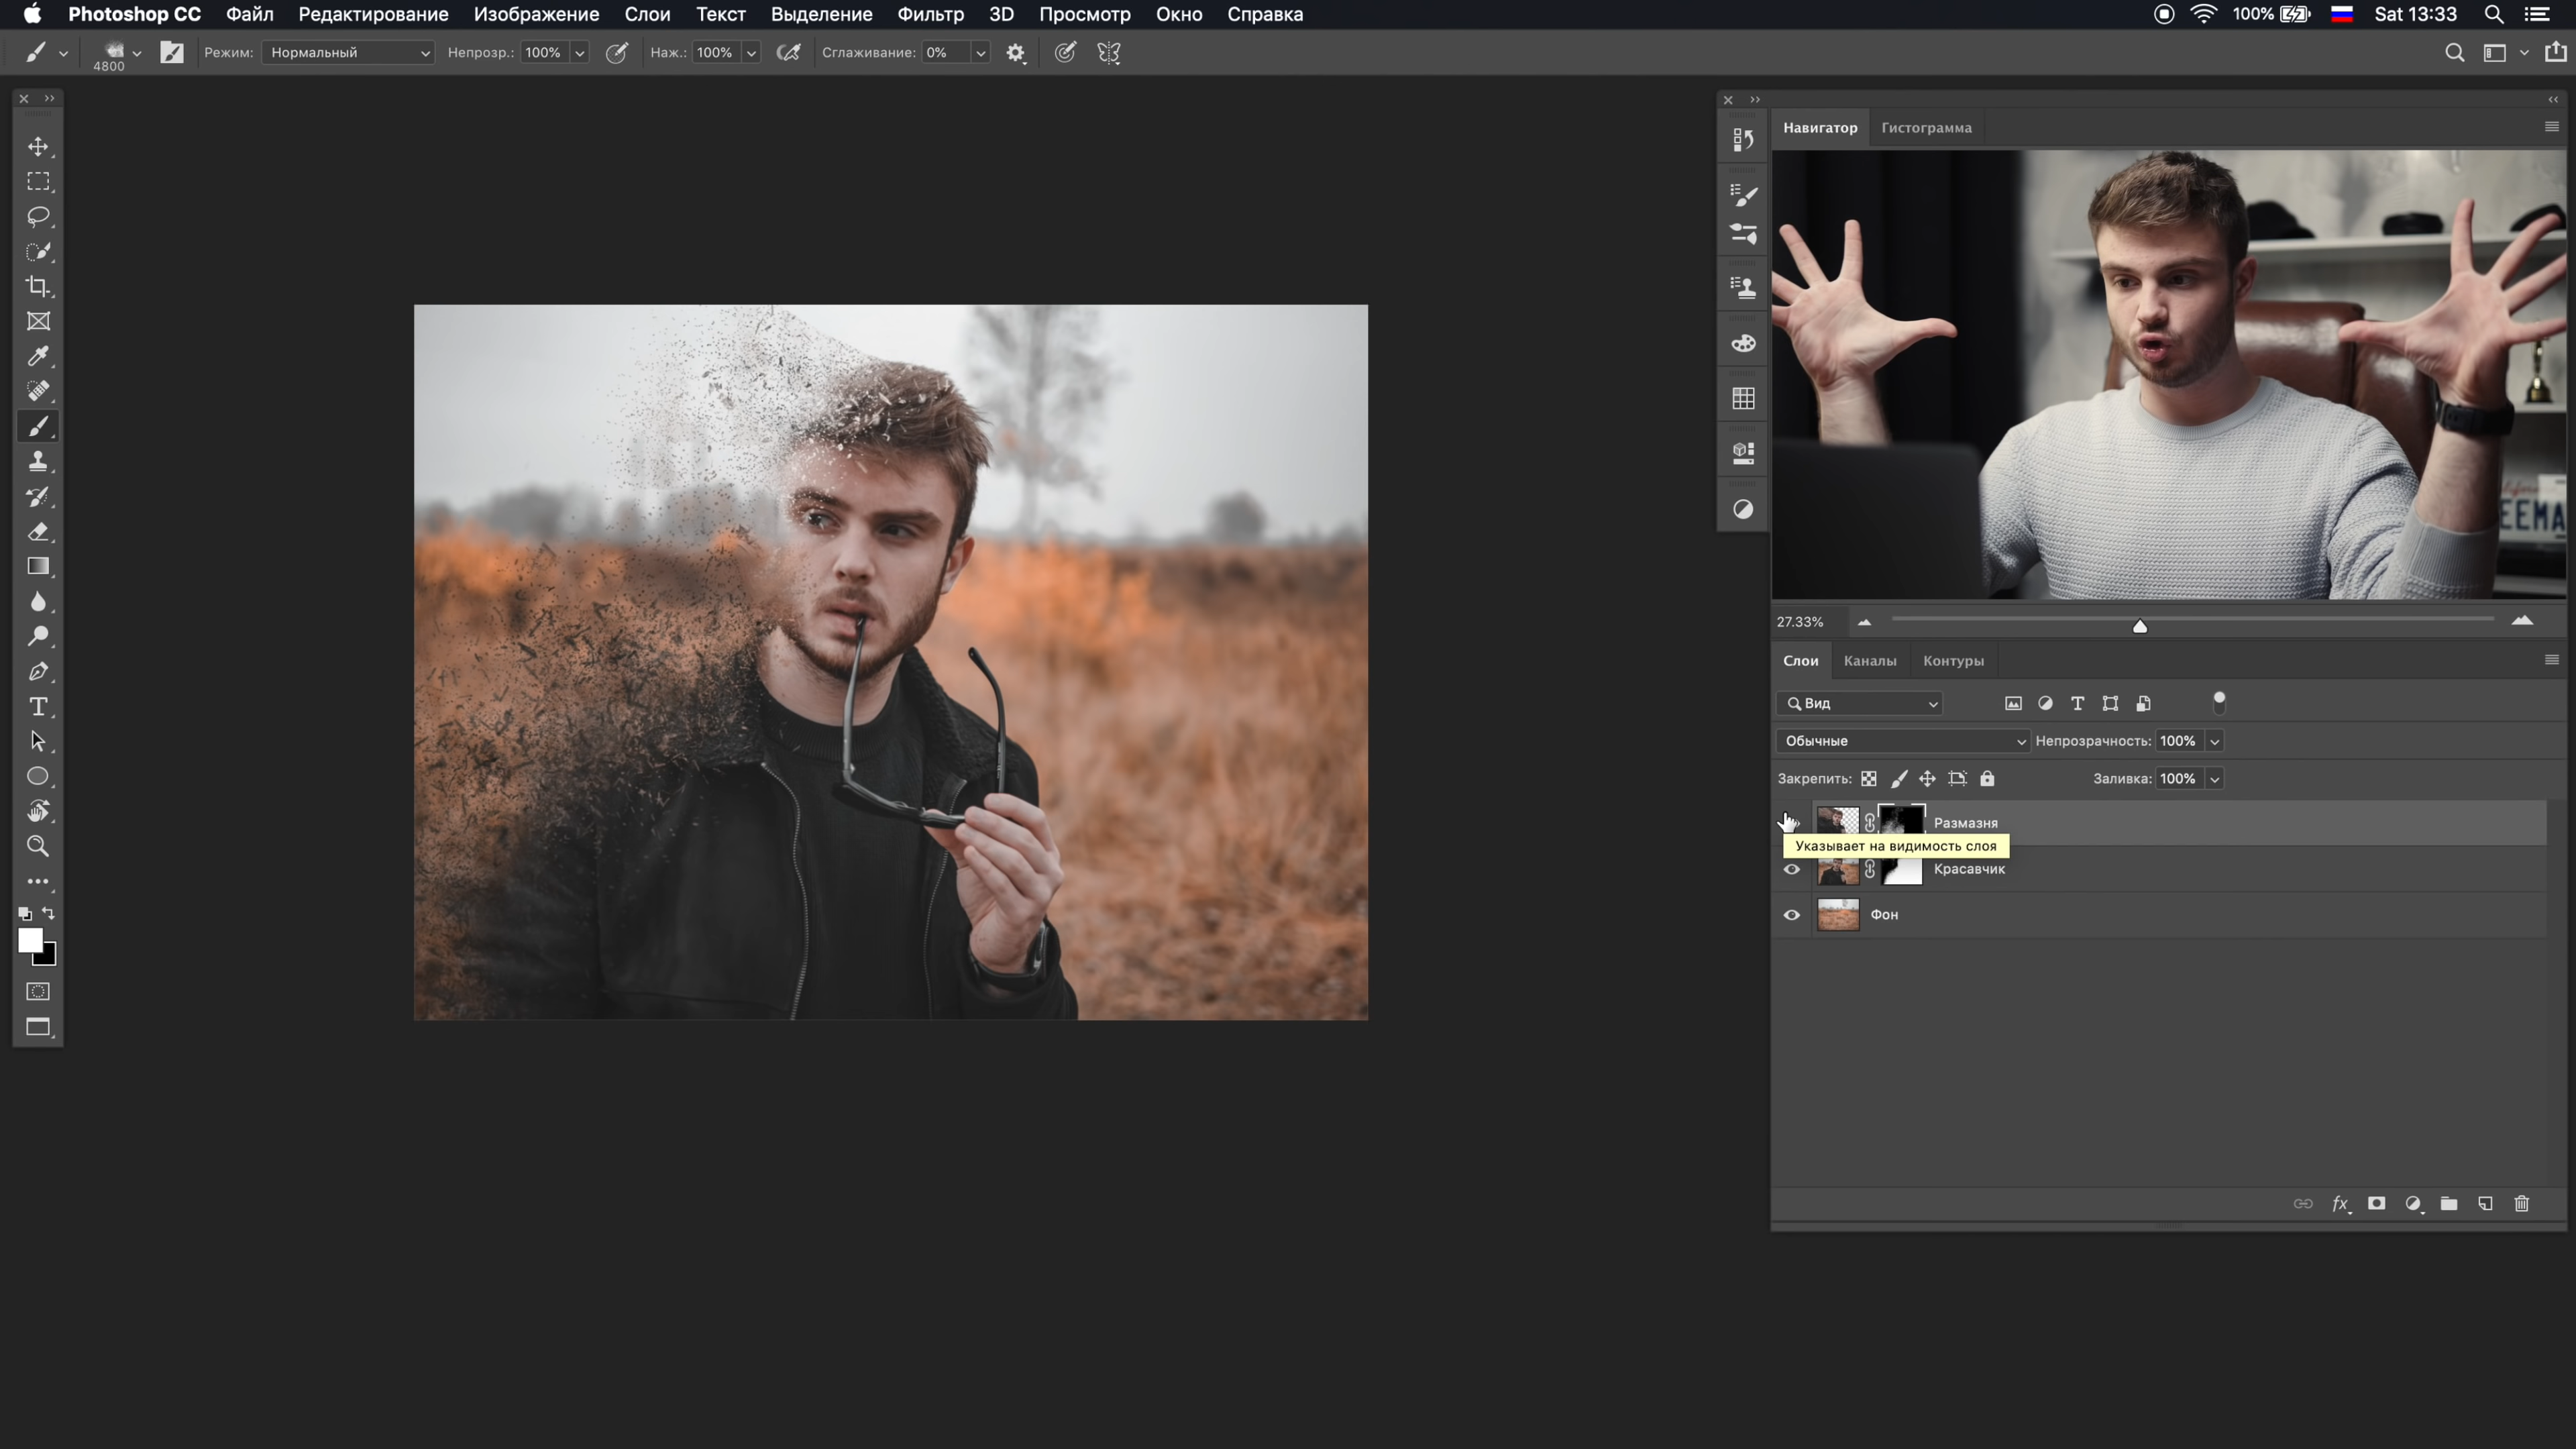 Photoshop CC Файл Редактирование Изображение Слои Текст Выделение Фильтр 3D Просмотр Окно Справка 100% Sat 13:33
4800 Режим: Нормальный Непрозр.: 100% Наж.: 100% Сглаживание: 0%
Навигатор Гистограмма
EEMA
27.33%
Слои Каналы Контуры
Вид
Обычные Непрозрачность: 100%
Закрепить: Заливка: 100%
Размазня
Указывает на видимость слоя
Красавчик
Фон
fx